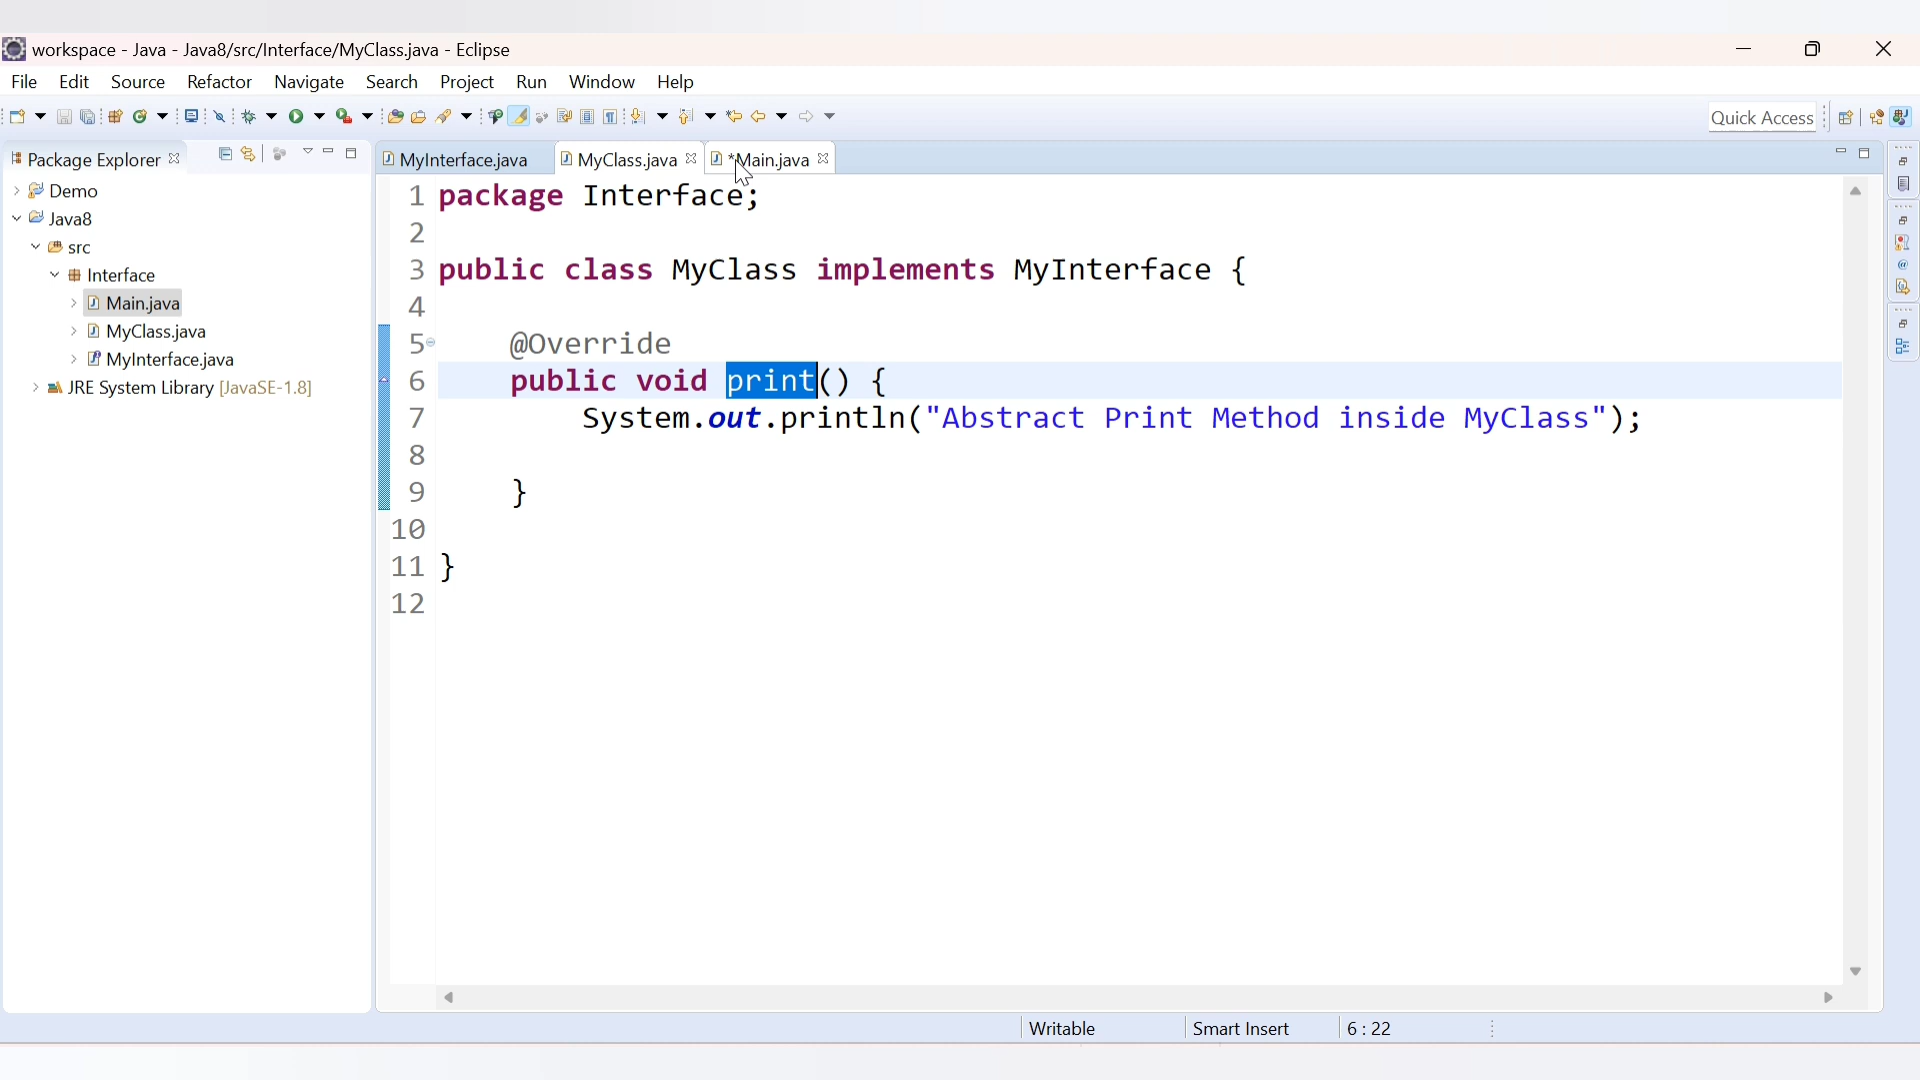 workspace - Java - Java8/src/Interface/MyClass.java - Eclipse
File Edit Source Refactor Navigate Search Project Run Window Help
Quick Access
Package Explorer
Demo
Java8
src
Interface
Main.java
MyClass.java
MyInterface.java
JRE System Library [JavaSE-1.8]
MyInterface.java MyClass.java *Main.java
1 package Interface;
2
3 public class MyClass implements MyInterface {
4
5 @Override
6 public void print() {
7 System.out.println("Abstract Print Method inside MyClass");
8
9 }
10
11 }
12
Writable Smart Insert 6 : 22